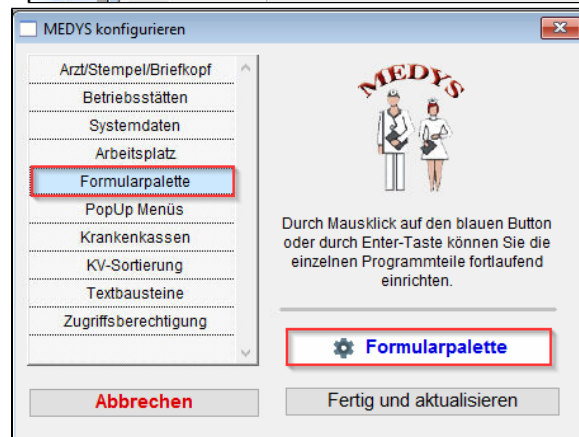 MEDYS konfigurieren
Arzt/Stempel/Briefkopf
Betriebsstätten
Systemdaten
Arbeitsplatz
Formularpalette
PopUp Menüs
Krankenkassen
KV-Sortierung
Textbausteine
Zugriffsberechtigung
MEDYS
Durch Mausklick auf den blauen Button
oder durch Enter-Taste können Sie die
einzelnen Programmteile fortlaufend
einrichten.
Formularpalette
Abbrechen
Fertig und aktualisieren